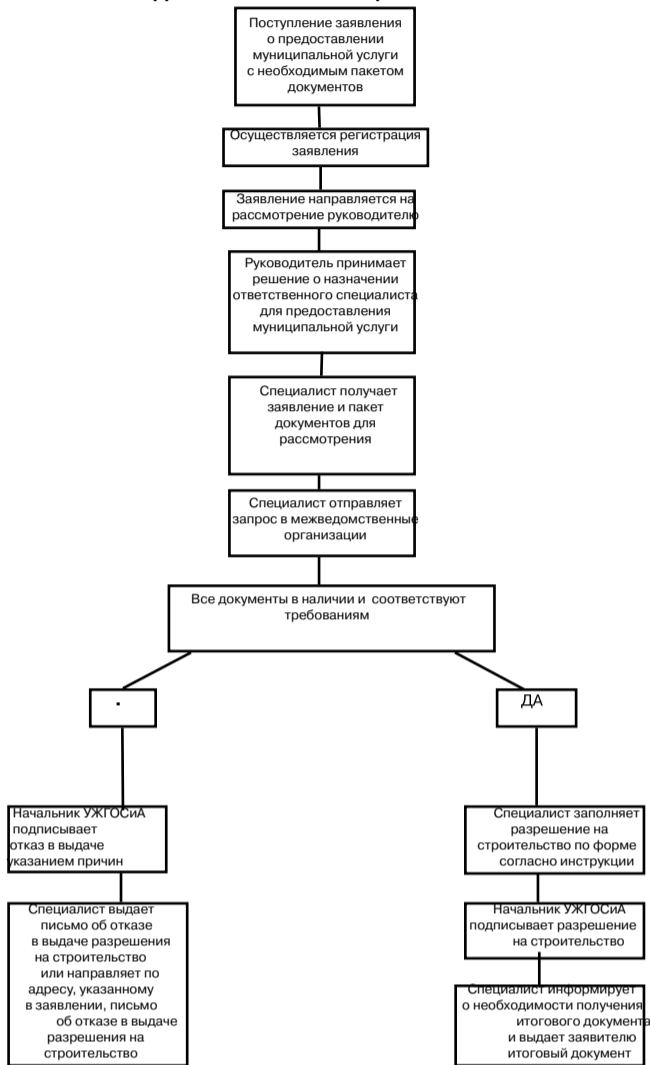 Поступление заявления
о предоставлении
муниципальной услуги
с необходимым пакетом
документов
Осуществляется регистрация
заявления
Заявление направляется на
рассмотрение руководителю
Руководитель принимает
решение о назначении
ответственного специалиста
для предоставления
муниципальной услуги
Специалист получает
заявление и пакет
документов для
рассмотрения
Специалист отправляет
запрос в межведомственные
организации
Все документы в наличии и соответствуют
требованиям
ДА
Начальник УЖГОСиА
подписывает
отказ в выдаче
указанием причин
Специалист выдает
письмо об отказе
в выдаче разрешения
на строительство
или направляет по
адресу, указанному
в заявлении, письмо
об отказе в выдаче
разрешения на
строительство
Специалист заполняет
разрешение на
строительство по форме
согласно инструкции
Начальник УЖГОСиА
подписывает разрешение
на строительство
Специалист информирует
о необходимости получения
итогового документа
и выдает заявителю
итоговый документ